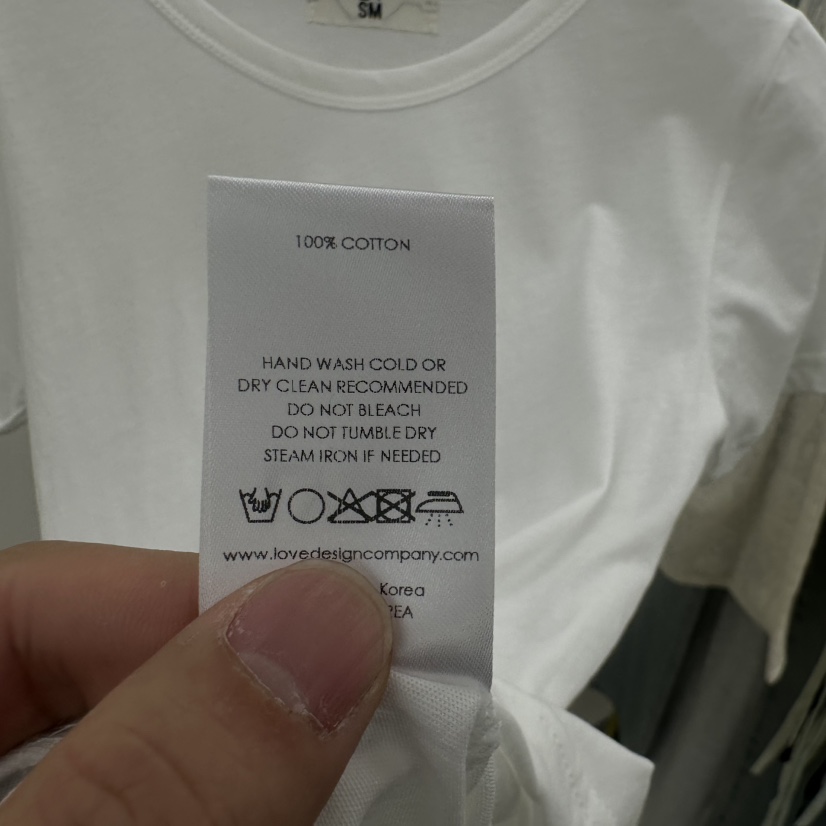 SM
100% COTTON
HAND WASH COLD OR
DRY CLEAN RECOMMENDED
DO NOT BLEACH
DO NOT TUMBLE DRY
STEAM IRON IF NEEDED
www.lovedesigncompany.com
Korea